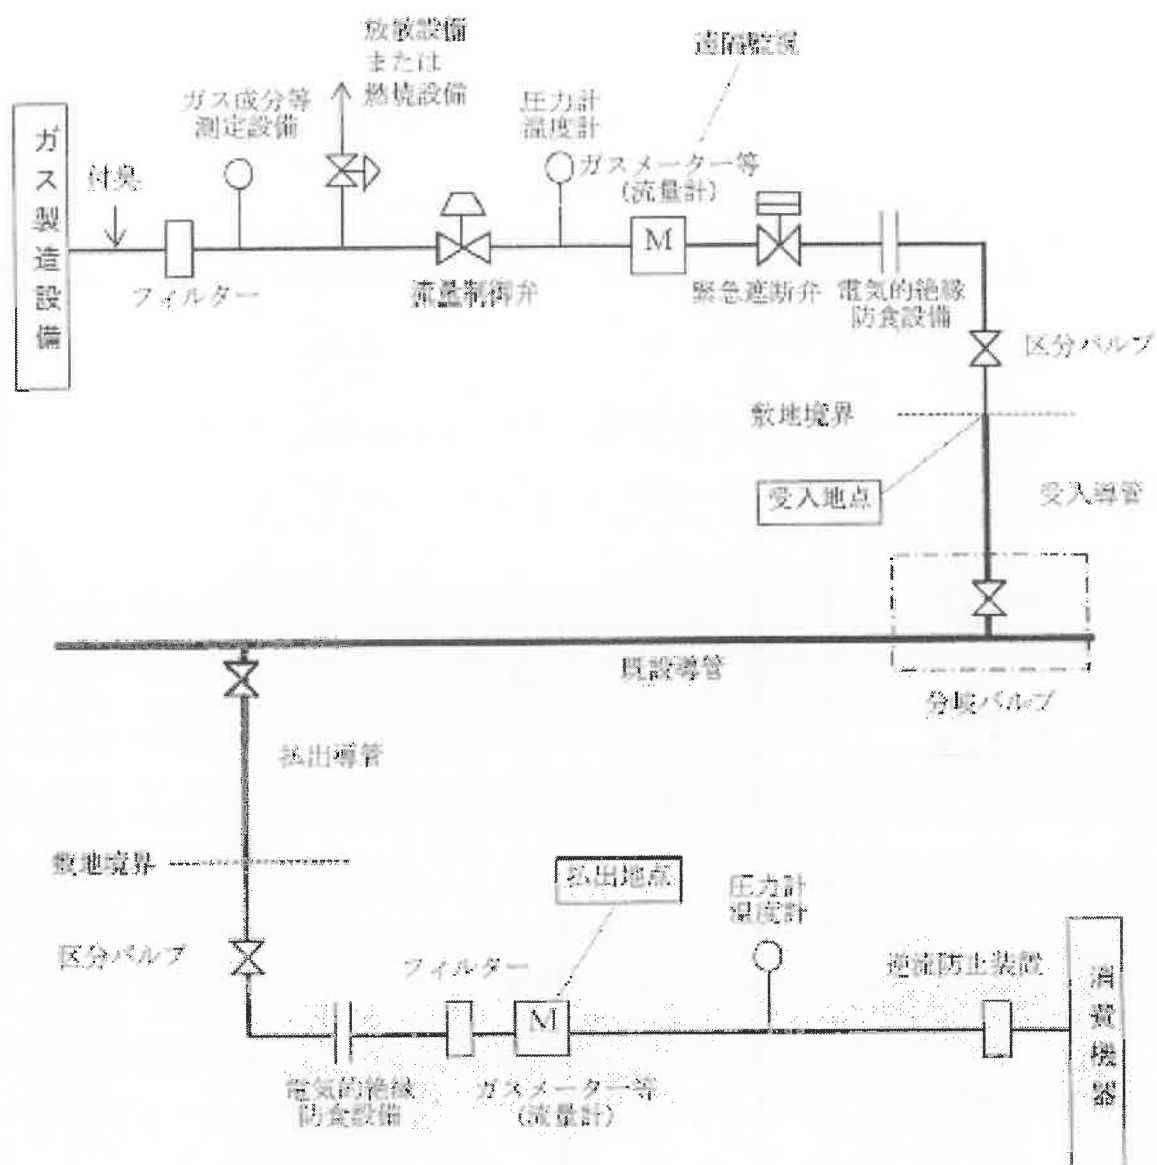 放散設備
または
燃焼設備
遠隔監視
ガス成分等
測定設備
圧力計
温度計
ガス製造設備
付臭
ガスメーター等
(流量計)
M
フィルター
流量制御弁
緊急遮断弁
電気的絶縁
防食設備
区分バルブ
敷地境界
受入地点
受入導管
既設導管
分岐バルブ
払出導管
敷地境界
払出地点
圧力計
温度計
区分バルブ
フィルター
逆流防止装置
消費機器
M
電気的絶縁
防食設備
ガスメーター等
(流量計)